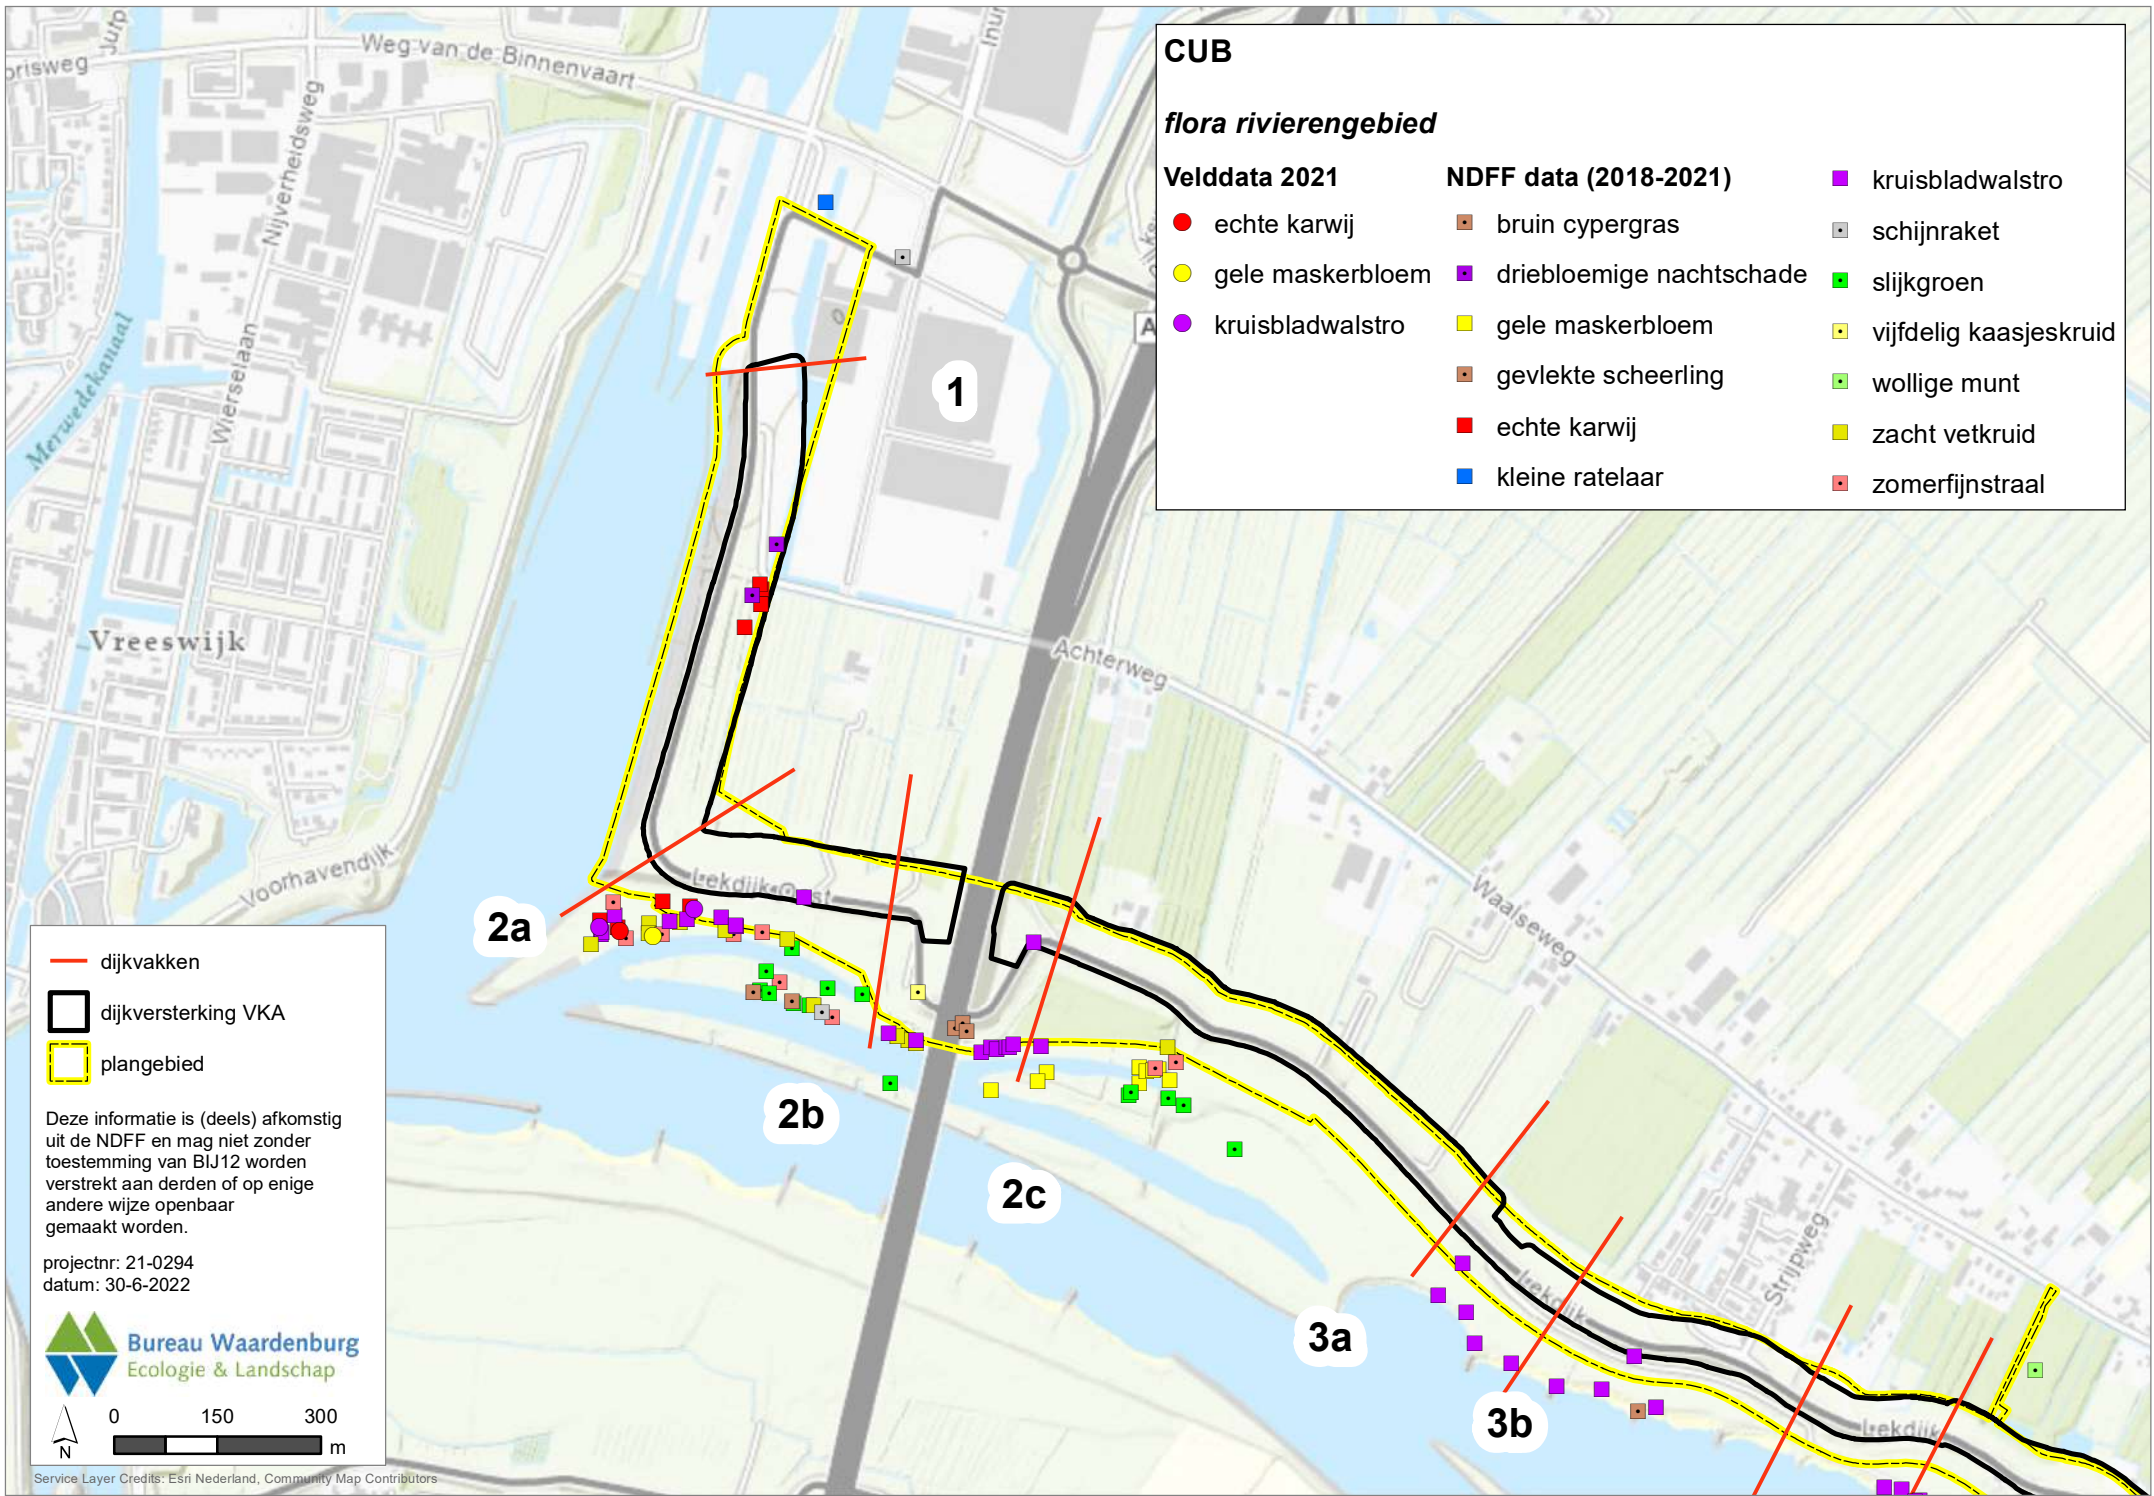 CUB
flora rivierengebied
Velddata 2021
echte karwij
gele maskerbloem
kruisbladwalstro
NDFF data (2018-2021)
bruin cypergras
driebloemige nachtschade
gele maskerbloem
gevlekte scheerling
echte karwij
kleine ratelaar
kruisbladwalstro
schijnraket
slijkgroen
vijfdelig kaasjeskruid
wollige munt
zacht vetkruid
zomerfijnstraal
Weg van de Binnenvaart
Nijverheidsweg
Wierselaan
Merwedekanaal
Vreeswijk
Voorhavendijk
Achterweg
Waalseweg
Strijpweg
Lekdijk-Oost
Lekdijk
Lekdijk
1
2a
2b
2c
3a
3b
dijkvakken
dijkversterking VKA
plangebied
Deze informatie is (deels) afkomstig
uit de NDFF en mag niet zonder
toestemming van BIJ12 worden
verstrekt aan derden of op enige
andere wijze openbaar
gemaakt worden.
projectnr: 21-0294
datum: 30-6-2022
Bureau Waardenburg
Ecologie & Landschap
0 150 300
m
N
Service Layer Credits: Esri Nederland, Community Map Contributors